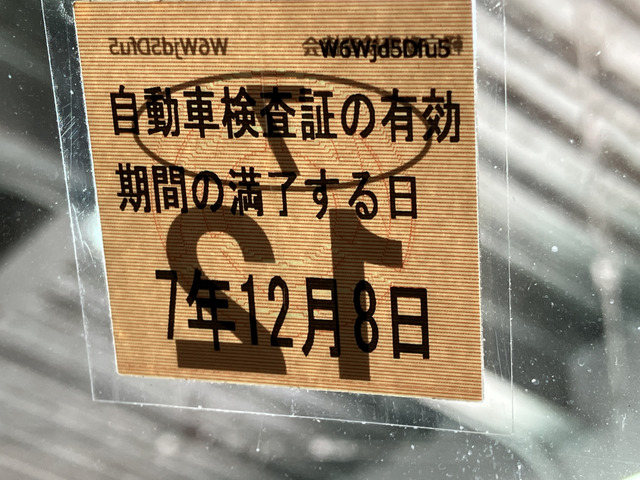 W6Wjd5Dfu5
自動車検査証の有効
期間の満了する日
7年12月8日